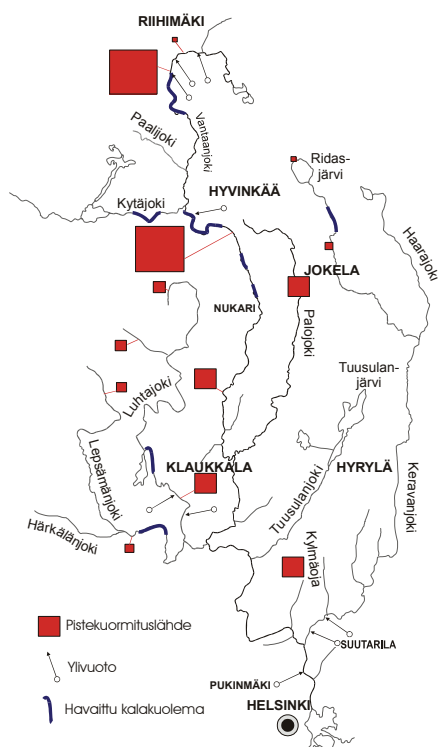 RIIHIMÄKI
Paalijoki
Vantaanjoki
Ridas-
järvi
HYVINKÄÄ
Kytäjoki
Haarajoki
JOKELA
NUKARI
Palojoki
Tuusulan-
järvi
Luhtajoki
KLAUKKALA
HYRYLÄ
Lepsämänjoki
Tuusulanjoki
Keravanjoki
Härkälänjoki
Kylmäoja
Pistekuormituslähde
SUUTARILA
Ylivuoto
PUKINMÄKI
HELSINKI
Havaittu kalakuolema